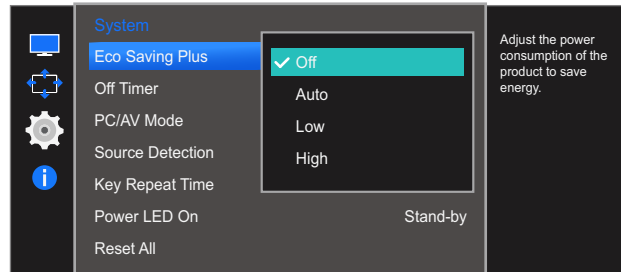 System
Eco Saving Plus
Off
Auto
Low
High
Off Timer
PC/AV Mode
Source Detection
Key Repeat Time
Power LED On Stand-by
Reset All
Adjust the power
consumption of the
product to save
energy.